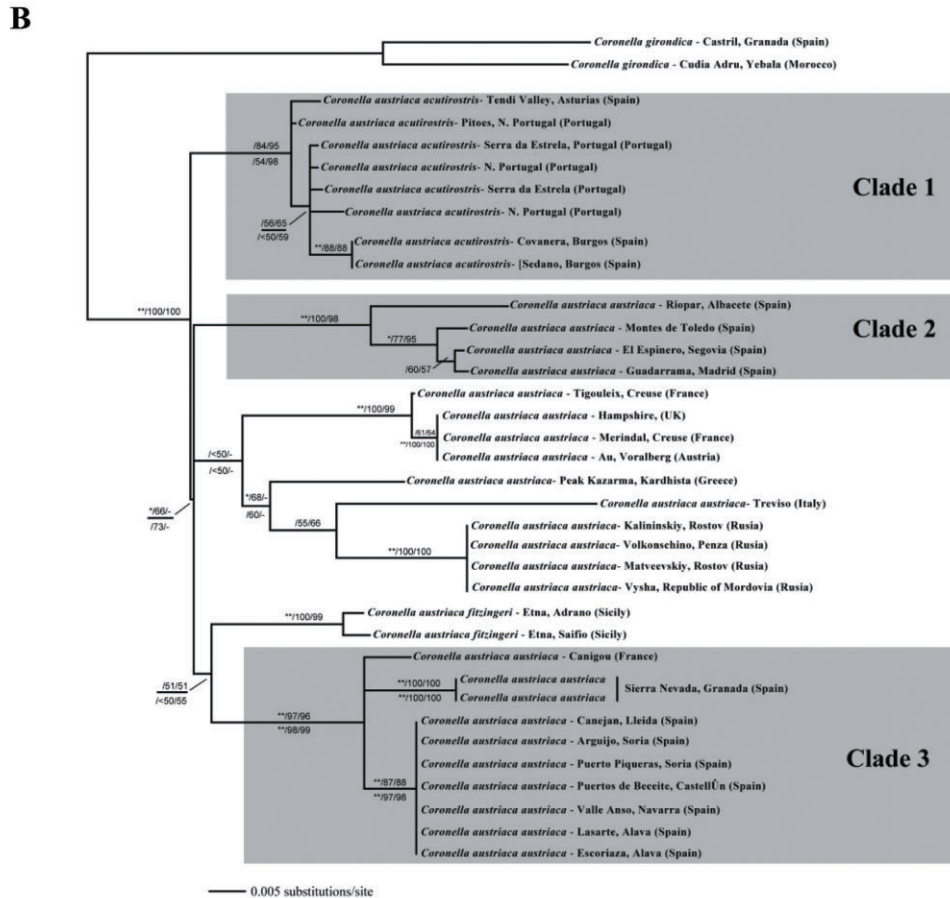 B
Coronella girondica - Castril, Granada (Spain)
Coronella girondica - Cudia Adru, Yebala (Morocco)
Coronella austriaca acutirostris- Tendi Valley, Asturias (Spain)
Coronella austriaca acutirostris- Pitoes, N. Portugal (Portugal)
Coronella austriaca acutirostris- Serra da Estrela, Portugal (Portugal)
/84/95
/54/98
Coronella austriaca acutirostris- N. Portugal (Portugal)
Coronella austriaca acutirostris- Serra da Estrela (Portugal)
Clade 1
Coronella austriaca acutirostris- N. Portugal (Portugal)
/56/65
/<50/59
Coronella austriaca acutirostris- Covanera, Burgos (Spain)
**/88/88
Coronella austriaca acutirostris- [Sedano, Burgos (Spain)
Coronella austriaca austriaca - Riopar, Albacete (Spain)
**/100/100
**/100/98
Coronella austriaca austriaca - Montes de Toledo (Spain)
Clade 2
*/77/95
Coronella austriaca austriaca - El Espinero, Segovia (Spain)
/60/57
Coronella austriaca austriaca - Guadarrama, Madrid (Spain)
Coronella austriaca austriaca - Tigouleix, Creuse (France)
**/100/99
Coronella austriaca austriaca - Hampshire, (UK)
/61/64
**/100/100
Coronella austriaca austriaca - Merindal, Creuse (France)
Coronella austriaca austriaca - Au, Voralberg (Austria)
/<50/-
/<50/-
Coronella austriaca austriaca- Peak Kazarma, Kardhista (Greece)
*/68/-
/60/-
Coronella austriaca austriaca- Treviso (Italy)
*/66/-
/73/-
/55/66
Coronella austriaca austriaca- Kalininskiy, Rostov (Rusia)
Coronella austriaca austriaca- Volkonschino, Penza (Rusia)
**/100/100
Coronella austriaca austriaca- Matveevskiy, Rostov (Rusia)
Coronella austriaca austriaca- Vysha, Republic of Mordovia (Rusia)
Coronella austriaca fitzingeri - Etna, Adrano (Sicily)
**/100/99
Coronella austriaca fitzingeri - Etna, Saifio (Sicily)
Coronella austriaca austriaca - Canigou (France)
/51/51
/<50/55
**/100/100
**/100/100
Coronella austriaca austriaca
Coronella austriaca austriaca
Sierra Nevada, Granada (Spain)
**/97/96
**/98/99
Coronella austriaca austriaca - Canejan, Lleida (Spain)
Coronella austriaca austriaca - Arguijo, Soria (Spain)
Coronella austriaca austriaca - Puerto Piqueras, Soria (Spain)
Clade 3
**/87/88
**/97/98
Coronella austriaca austriaca - Puertos de Beceite, CastellÛn (Spain)
Coronella austriaca austriaca - Valle Anso, Navarra (Spain)
Coronella austriaca austriaca - Lasarte, Alava (Spain)
Coronella austriaca austriaca - Escoriaza, Alava (Spain)
0.005 substitutions/site